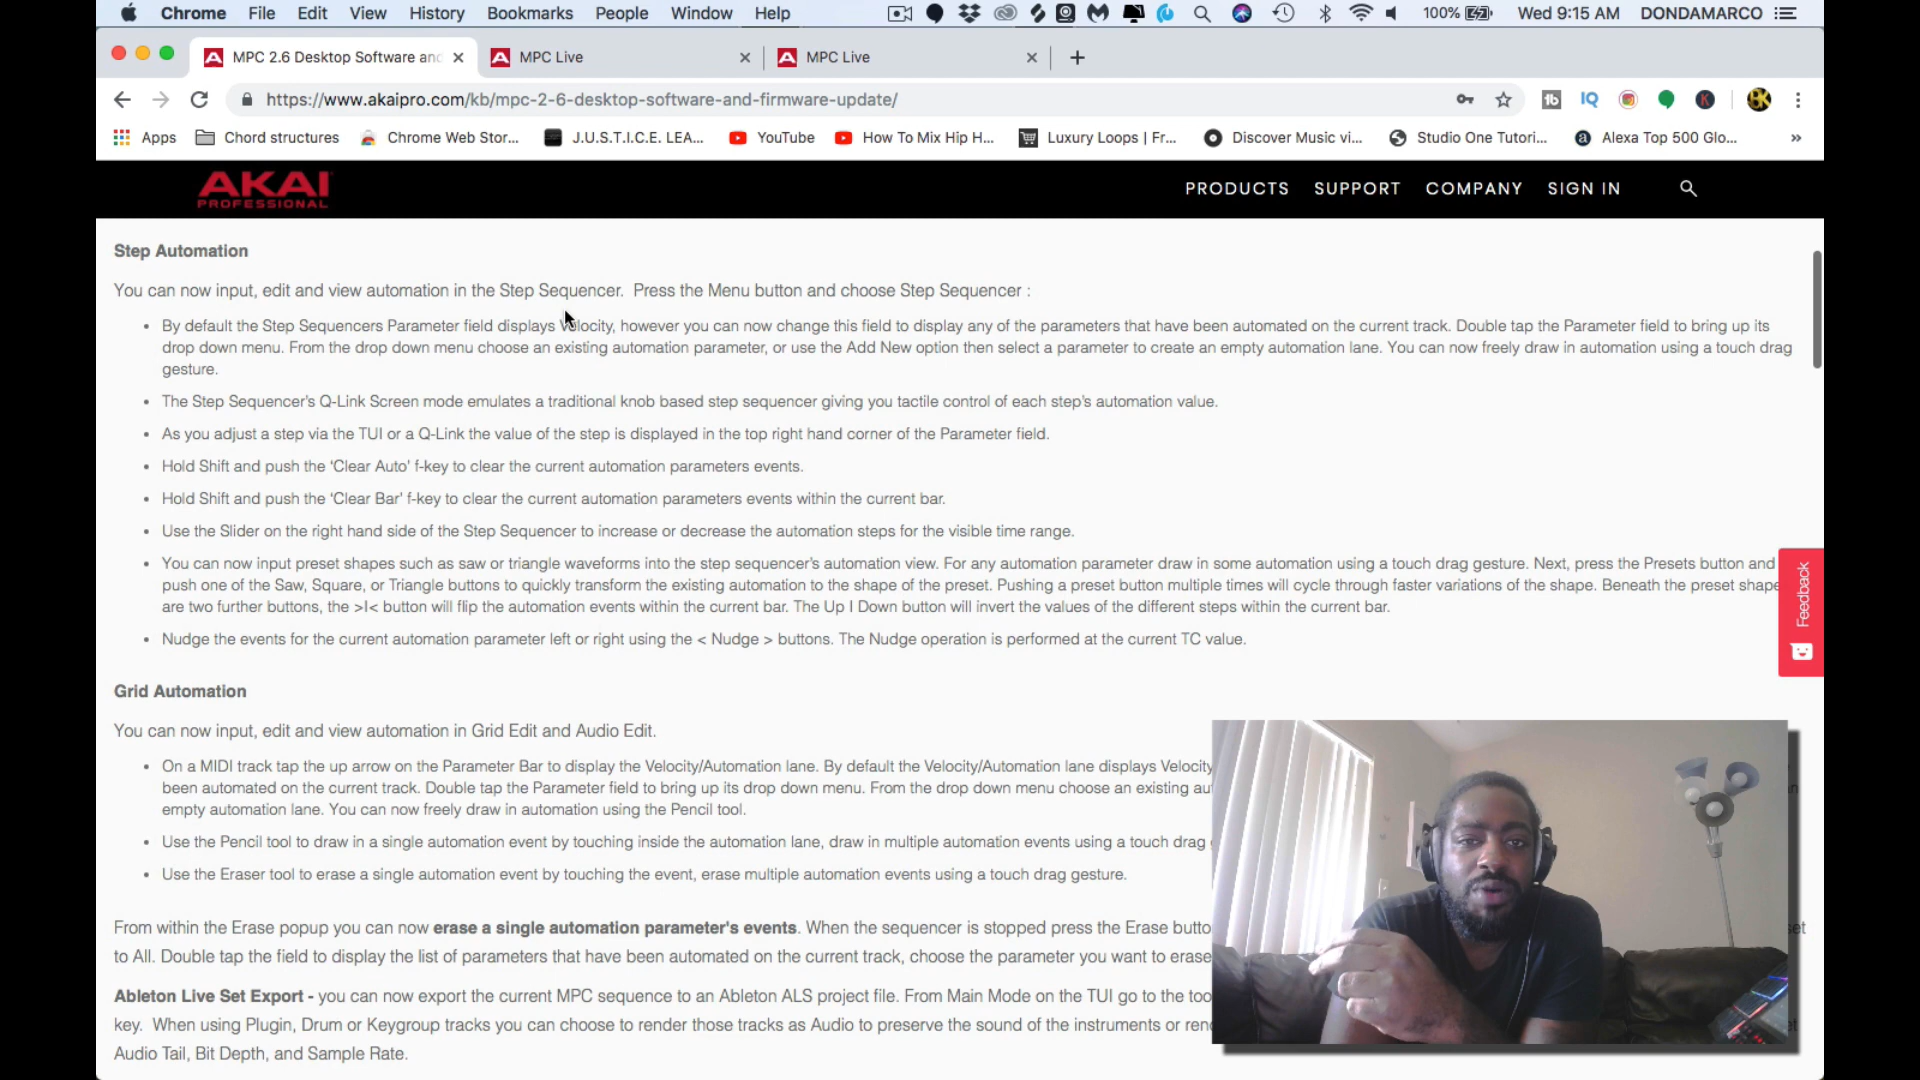 Chrome File Edit View History Bookmarks People Window Help 100% Wed 9:15 AM DONDAMARCO
MPC 2.6 Desktop Software and MPC Live MPC Live
https://www.akaipro.com/kb/mpc-2-6-desktop-software-and-firmware-update/
Apps Chord structures Chrome Web Stor... J.U.S.T.I.C.E. LEA... YouTube How To Mix Hip H... Luxury Loops | Fr... Discover Music vi... Studio One Tutori... Alexa Top 500 Glo... »
AKAI PROFESSIONAL PRODUCTS SUPPORT COMPANY SIGN IN
Step Automation
You can now input, edit and view automation in the Step Sequencer. Press the Menu button and choose Step Sequencer :
• By default the Step Sequencers Parameter field displays Velocity, however you can now change this field to display any of the parameters that have been automated on the current track. Double tap the Parameter field to bring up its
drop down menu. From the drop down menu choose an existing automation parameter, or use the Add New option then select a parameter to create an empty automation lane. You can now freely draw in automation using a touch drag
gesture.
• The Step Sequencer's Q-Link Screen mode emulates a traditional knob based step sequencer giving you tactile control of each step's automation value.
• As you adjust a step via the TUI or a Q-Link the value of the step is displayed in the top right hand corner of the Parameter field.
• Hold Shift and push the 'Clear Auto' f-key to clear the current automation parameters events.
• Hold Shift and push the 'Clear Bar' f-key to clear the current automation parameters events within the current bar.
• Use the Slider on the right hand side of the Step Sequencer to increase or decrease the automation steps for the visible time range.
• You can now input preset shapes such as saw or triangle waveforms into the step sequencer's automation view. For any automation parameter draw in some automation using a touch drag gesture. Next, press the Presets button and
push one of the Saw, Square, or Triangle buttons to quickly transform the existing automation to the shape of the preset. Pushing a preset button multiple times will cycle through faster variations of the shape. Beneath the preset shape
are two further buttons, the >I< button will flip the automation events within the current bar. The Up I Down button will invert the values of the different steps within the current bar.
• Nudge the events for the current automation parameter left or right using the < Nudge > buttons. The Nudge operation is performed at the current TC value.
Feedback
Grid Automation
You can now input, edit and view automation in Grid Edit and Audio Edit.
• On a MIDI track tap the up arrow on the Parameter Bar to display the Velocity/Automation lane. By default the Velocity/Automation lane displays Velocity
been automated on the current track. Double tap the Parameter field to bring up its drop down menu. From the drop down menu choose an existing au
empty automation lane. You can now freely draw in automation using the Pencil tool.
• Use the Pencil tool to draw in a single automation event by touching inside the automation lane, draw in multiple automation events using a touch drag
• Use the Eraser tool to erase a single automation event by touching the event, erase multiple automation events using a touch drag gesture.
From within the Erase popup you can now erase a single automation parameter's events. When the sequencer is stopped press the Erase butto
to All. Double tap the field to display the list of parameters that have been automated on the current track, choose the parameter you want to erase
Ableton Live Set Export - you can now export the current MPC sequence to an Ableton ALS project file. From Main Mode on the TUI go to the too
key. When using Plugin, Drum or Keygroup tracks you can choose to render those tracks as Audio to preserve the sound of the instruments or ren
Audio Tail, Bit Depth, and Sample Rate.